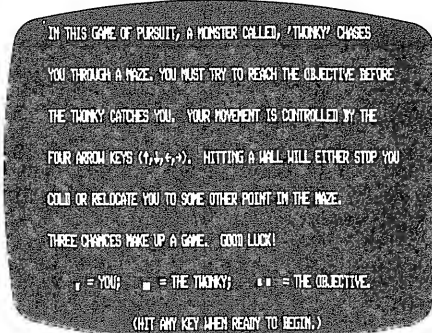 IN THIS GAME OF PURSUIT, A MONSTER CALLED, 'TWONKY' CHASES
YOU THROUGH A MAZE. YOU MUST TRY TO REACH THE OBJECTIVE BEFORE
THE TWONKY CATCHES YOU. YOUR MOVEMENT IS CONTROLLED BY THE
FOUR ARROW KEYS (↑,↓,←,→). HITTING A WALL WILL EITHER STOP YOU
COLD OR RELOCATE YOU TO SOME OTHER POINT IN THE MAZE.
THREE CHANCES MAKE UP A GAME. GOOD LUCK!
= YOU; = THE TWONKY; = THE OBJECTIVE.
(HIT ANY KEY WHEN READY TO BEGIN.)